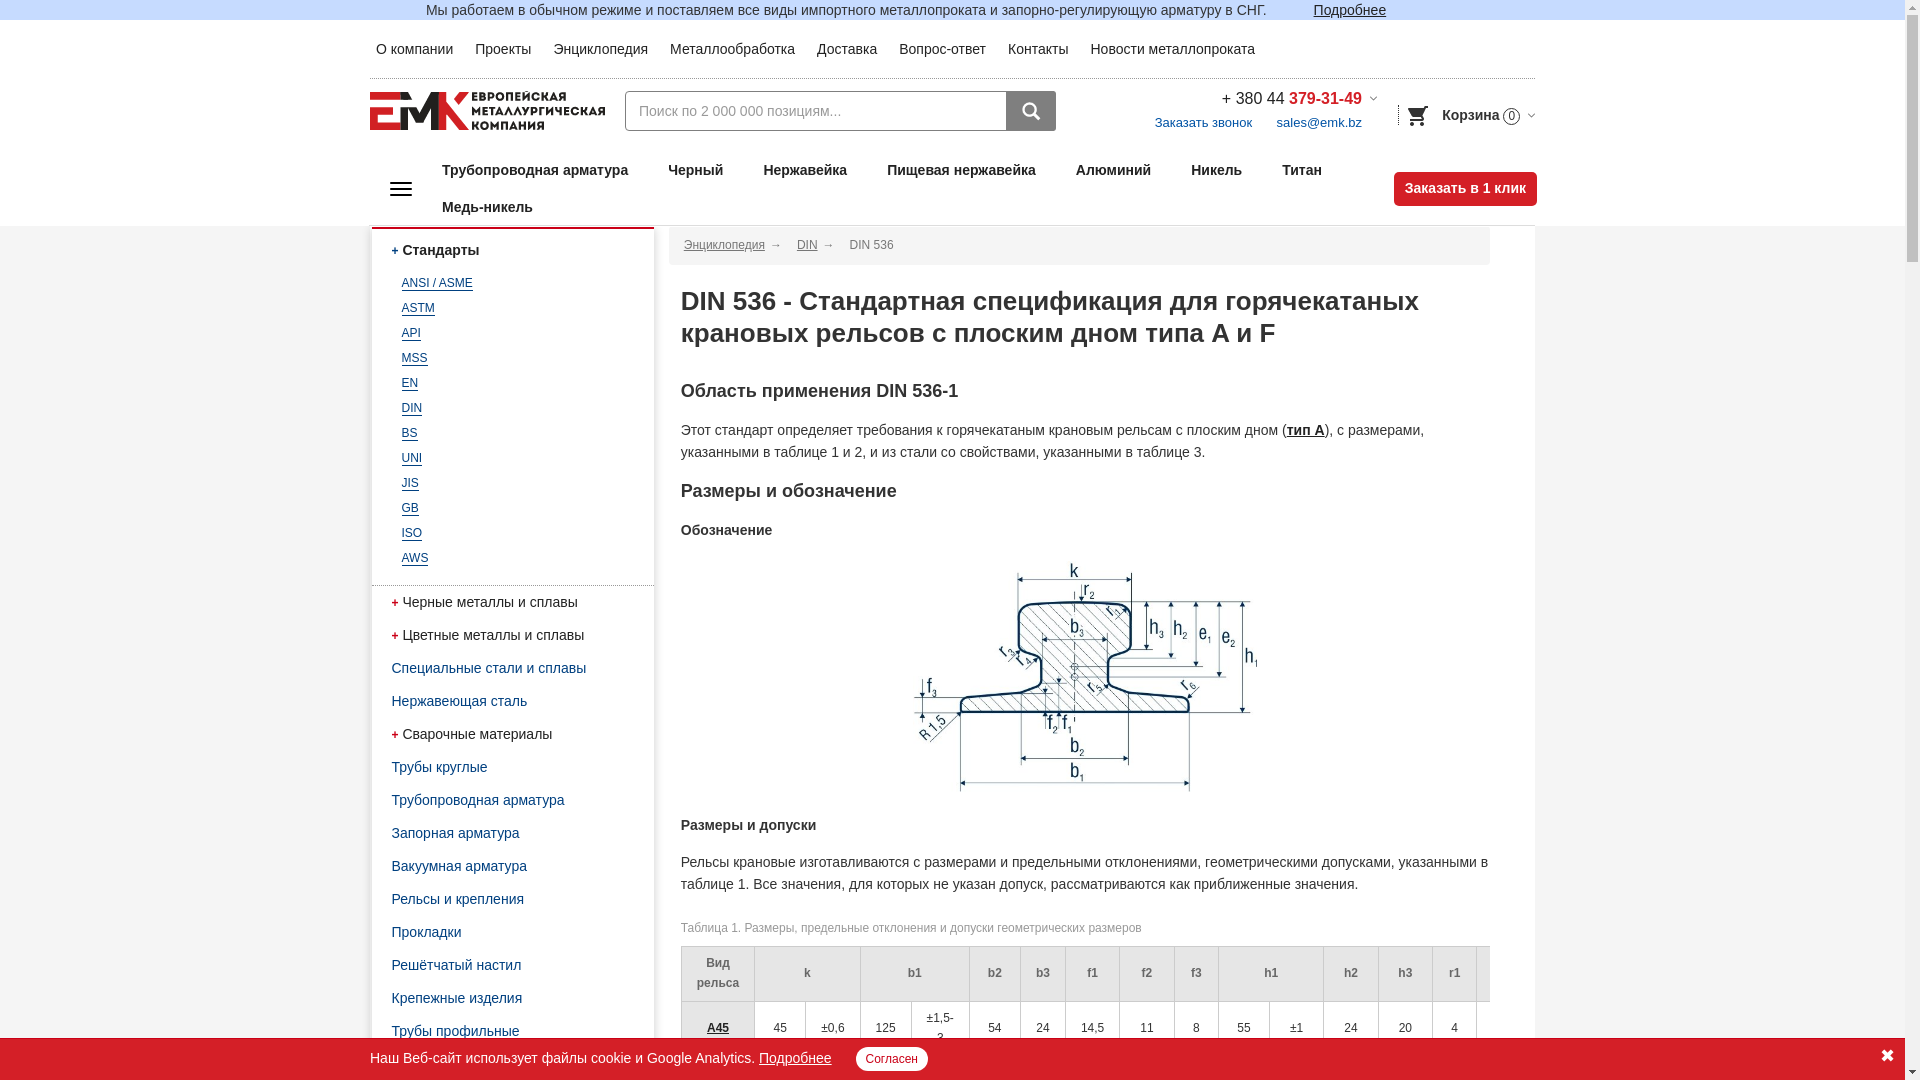 Мы работаем в обычном режиме и поставляем все виды импортного металлопроката и запорно-регулирующую арматуру в СНГ. Подробнее
О компании Проекты Энциклопедия Металлообработка Доставка Вопрос-ответ Контакты Новости металлопроката
ЕМК ЕВРОПЕЙСКАЯ
МЕТАЛЛУРГИЧЕСКАЯ
КОМПАНИЯ
Поиск по 2 000 000 позициям...
+ 380 44 379-31-49
Заказать звонок sales@emk.bz
Корзина 0
Трубопроводная арматура Черный Нержавейка Пищевая нержавейка Алюминий Никель Титан
Медь-никель
Заказать в 1 клик
+ Стандарты
ANSI / ASME
ASTM
API
MSS
EN
DIN
BS
UNI
JIS
GB
ISO
AWS
+ Черные металлы и сплавы
+ Цветные металлы и сплавы
Специальные стали и сплавы
Нержавеющая сталь
+ Сварочные материалы
Трубы круглые
Трубопроводная арматура
Запорная арматура
Вакуумная арматура
Рельсы и крепления
Прокладки
Решётчатый настил
Крепежные изделия
Трубы профильные
Энциклопедия → DIN → DIN 536
DIN 536 - Стандартная спецификация для горячекатаных
крановых рельсов с плоским дном типа A и F
Область применения DIN 536-1
Этот стандарт определяет требования к горячекатаным крановым рельсам с плоским дном (тип A), с размерами,
указанными в таблице 1 и 2, и из стали со свойствами, указанными в таблице 3.
Размеры и обозначение
Обозначение
k
r2
r1
b3
h3 h2 e1 e2 h1
r3
r4
r5
r6
f3
R 1,5
f2 f1
b2
b1
Размеры и допуски
Рельсы крановые изготавливаются с размерами и предельными отклонениями, геометрическими допусками, указанными в
таблице 1. Все значения, для которых не указан допуск, рассматриваются как приближенные значения.
Таблица 1. Размеры, предельные отклонения и допуски геометрических размеров
Вид
рельса k b1 b2 b3 f1 f2 f3 h1 h2 h3 r1
A45 45 ±0,6 125 ±1,5-
3 54 24 14,5 11 8 55 ±1 24 20 4
Наш Веб-сайт использует файлы cookie и Google Analytics. Подробнее Согласен ✖